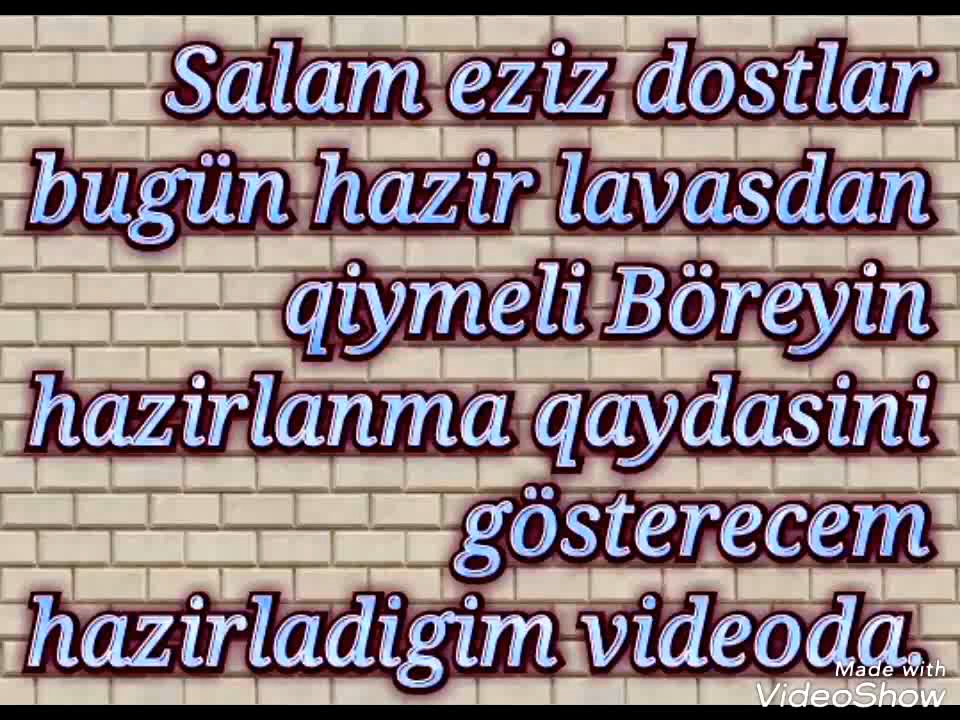 Salam eziz dostlar
bugün hazir lavasdan
qiymeli Böreyin
hazirlanma qaydasini
gösterecem
hazirladigim videoda.
Made with
VideoShow